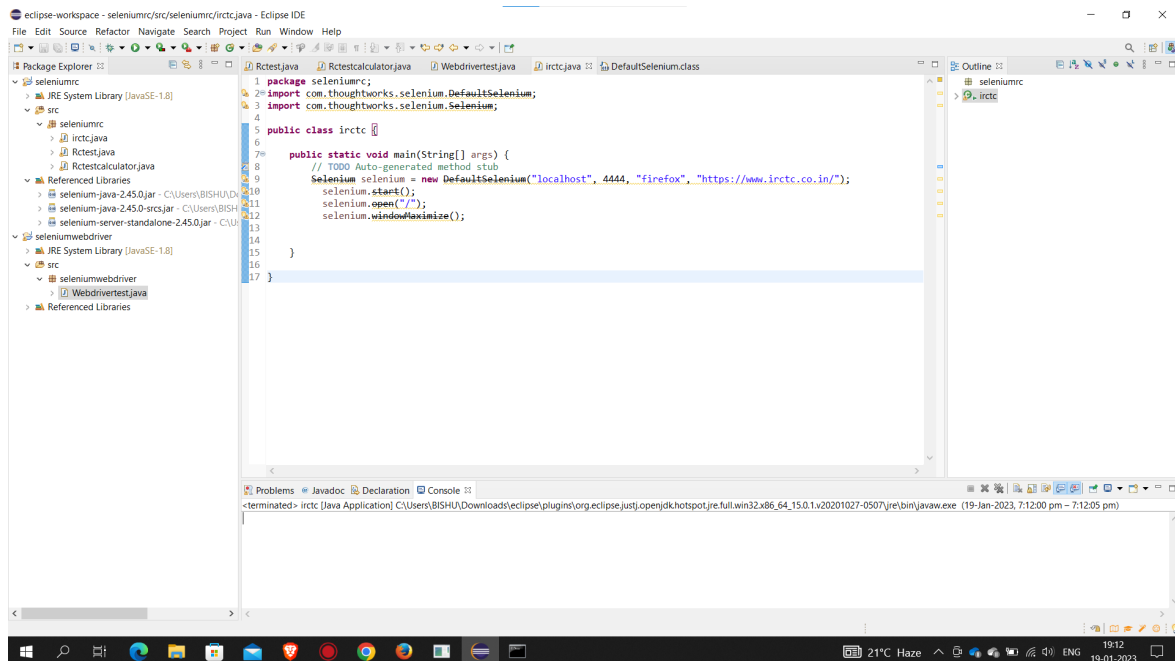 eclipse-workspace - seleniumrc/src/seleniumrc/irctc.java - Eclipse IDE
File Edit Source Refactor Navigate Search Project Run Window Help
Package Explorer
seleniumrc
JRE System Library [JavaSE-1.8]
src
seleniumrc
irctc.java
Rctest.java
Rctestcalculator.java
Referenced Libraries
selenium-java-2.45.0.jar - C:\Users\BISHU\D
selenium-java-2.45.0-srcs.jar - C:\Users\BISH
selenium-server-standalone-2.45.0.jar - C:\U
seleniumwebdriver
JRE System Library [JavaSE-1.8]
src
seleniumwebdriver
Webdrivertest.java
Referenced Libraries
Rctest.java Rctestcalculator.java Webdrivertest.java irctc.java DefaultSelenium.class
1 package seleniumrc;
2 import com.thoughtworks.selenium.DefaultSelenium;
3 import com.thoughtworks.selenium.Selenium;
4
5 public class irctc {
6
7 public static void main(String[] args) {
8 // TODO Auto-generated method stub
9 Selenium selenium = new DefaultSelenium("localhost", 4444, "firefox", "https://www.irctc.co.in/");
10 selenium.start();
11 selenium.open("/");
12 selenium.windowMaximize();
13
14
15 }
16
17 }
Outline
seleniumrc
irctc
Problems Javadoc Declaration Console
<terminated> irctc [Java Application] C:\Users\BISHU\Downloads\eclipse\plugins\org.eclipse.justj.openjdk.hotspot.jre.full.win32.x86_64_15.0.1.v20201027-0507\jre\bin\javaw.exe (19-Jan-2023, 7:12:00 pm – 7:12:05 pm)
21°C Haze ENG 19:12
19-01-2023